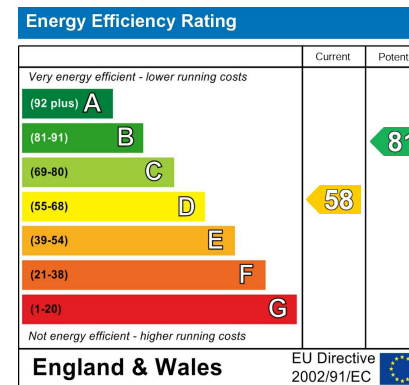 Energy Efficiency Rating
Current
Potent
Very energy efficient - lower running costs
(92 plus) A
(81-91) B
81
(69-80) C
(55-68) D
58
(39-54) E
(21-38) F
(1-20) G
Not energy efficient - higher running costs
England & Wales
EU Directive
2002/91/EC